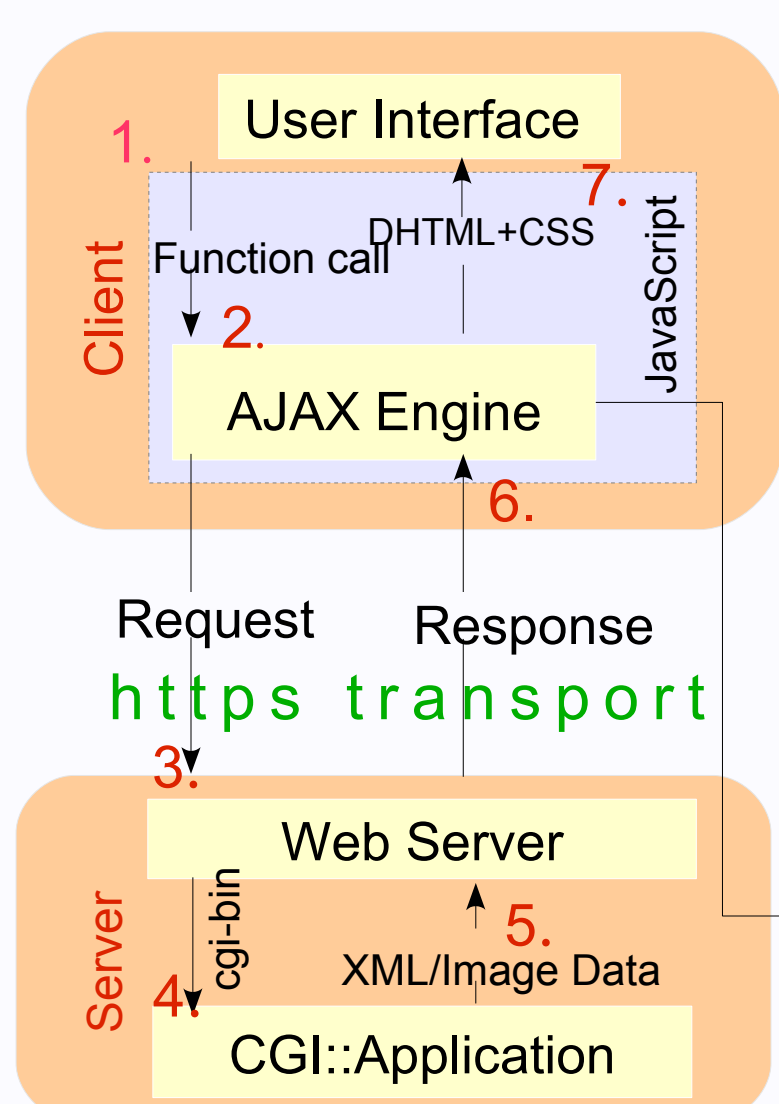 User Interface
1.
7.
DHTML+CSS
Function call
JavaScript
Client
2.
AJAX Engine
6.
Request
Response
https transport
3.
Web Server
cgi-bin
5.
Server
XML/Image Data
4.
CGI::Application